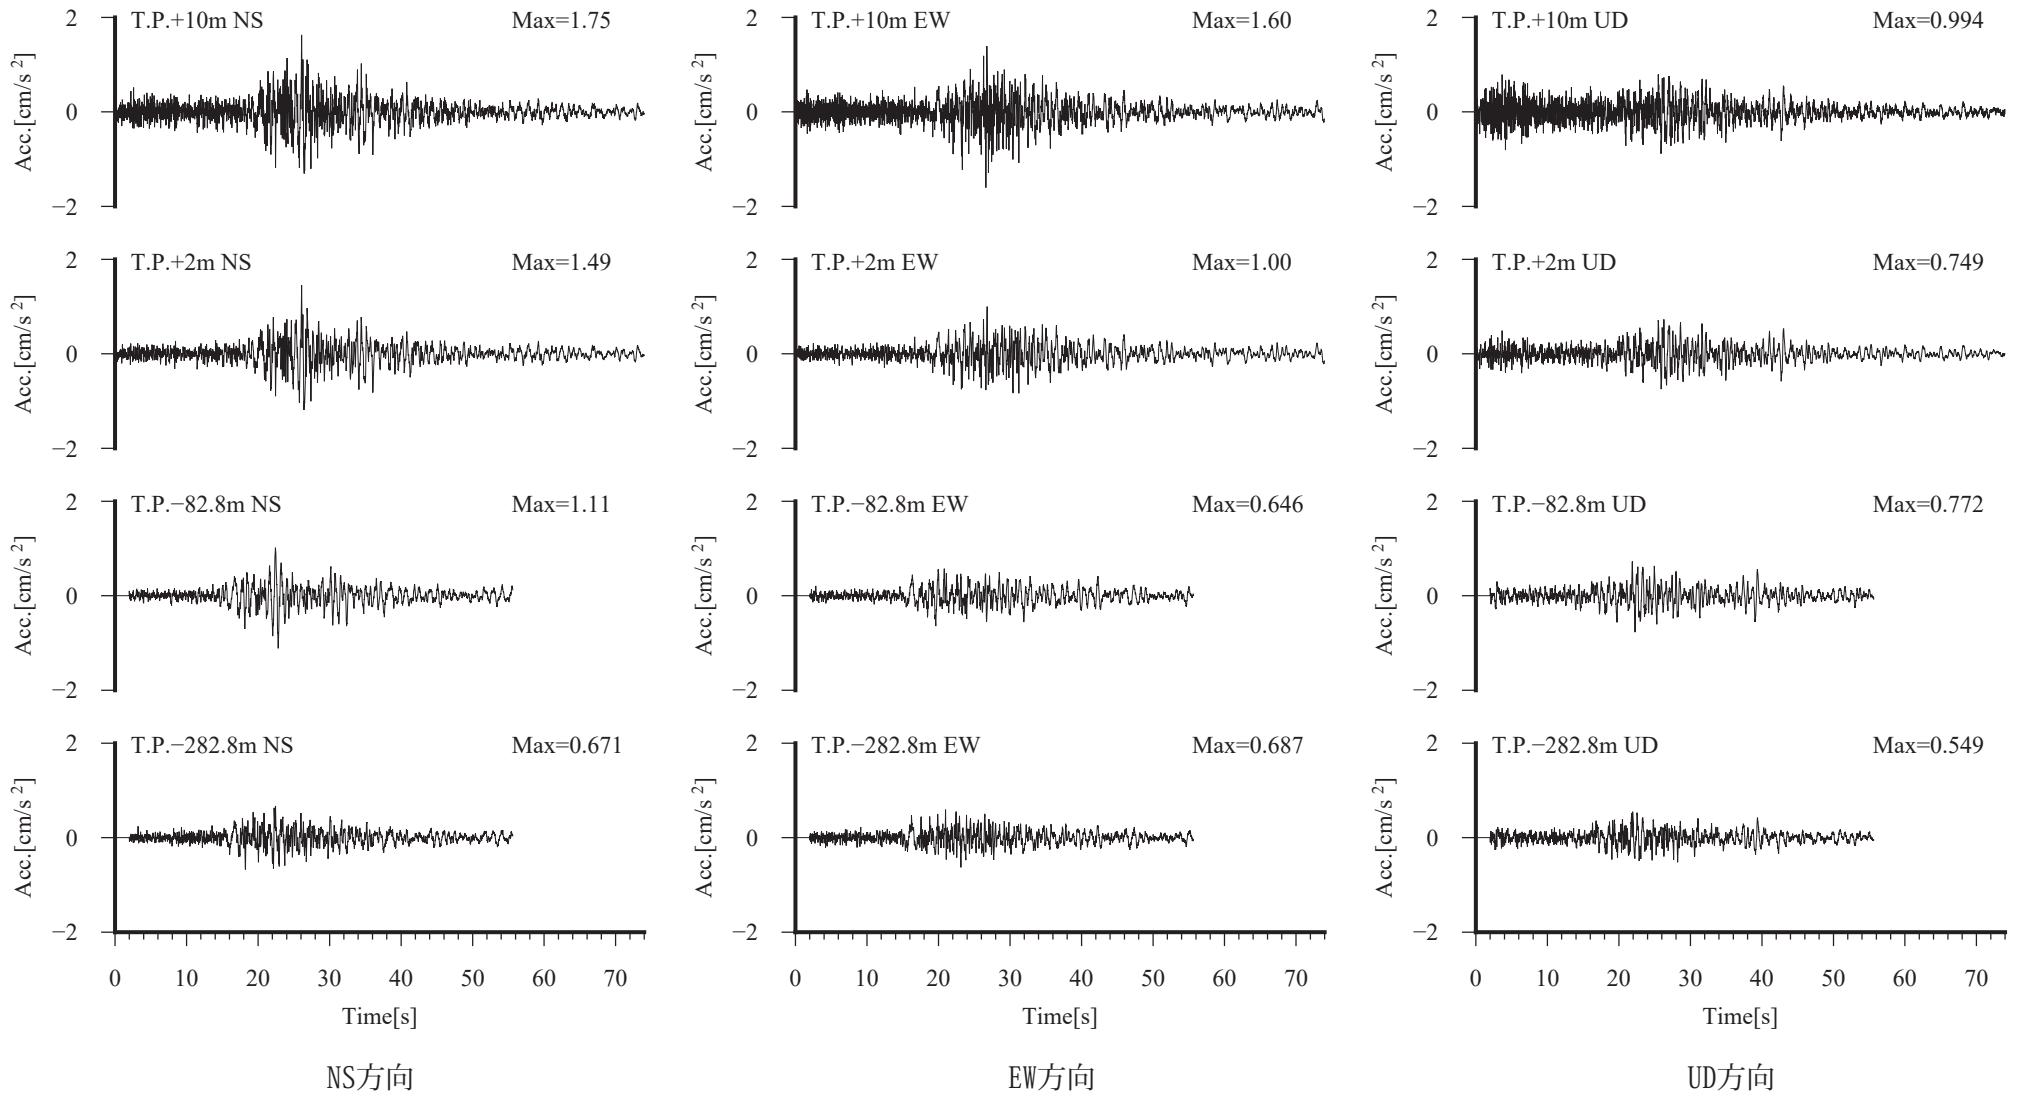 T.P.+10m NS Max=1.75
2
0
−2
Acc.[cm/s²]
T.P.+2m NS Max=1.49
2
0
−2
Acc.[cm/s²]
T.P.−82.8m NS Max=1.11
2
0
−2
Acc.[cm/s²]
T.P.−282.8m NS Max=0.671
2
0
−2
Acc.[cm/s²]
0 10 20 30 40 50 60 70
Time[s]
NS方向
T.P.+10m EW Max=1.60
2
0
−2
Acc.[cm/s²]
T.P.+2m EW Max=1.00
2
0
−2
Acc.[cm/s²]
T.P.−82.8m EW Max=0.646
2
0
−2
Acc.[cm/s²]
T.P.−282.8m EW Max=0.687
2
0
−2
Acc.[cm/s²]
0 10 20 30 40 50 60 70
Time[s]
EW方向
T.P.+10m UD Max=0.994
2
0
−2
Acc.[cm/s²]
T.P.+2m UD Max=0.749
2
0
−2
Acc.[cm/s²]
T.P.−82.8m UD Max=0.772
2
0
−2
Acc.[cm/s²]
T.P.−282.8m UD Max=0.549
2
0
−2
Acc.[cm/s²]
0 10 20 30 40 50 60 70
Time[s]
UD方向